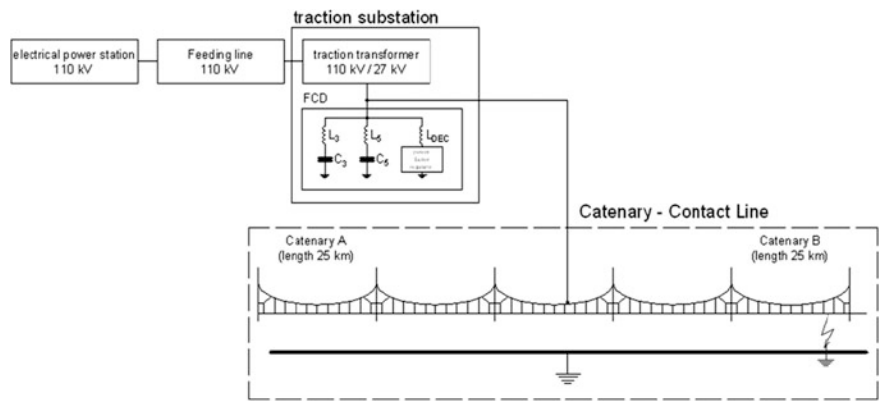 traction substation
electrical power station
110 kV
Feeding line
110 kV
traction transformer
110 kV / 27 kV
FCD
L3
L5
LDEC
C3
C5
Catenary - Contact Line
Catenary A
(length 25 km)
Catenary B
(length 25 km)